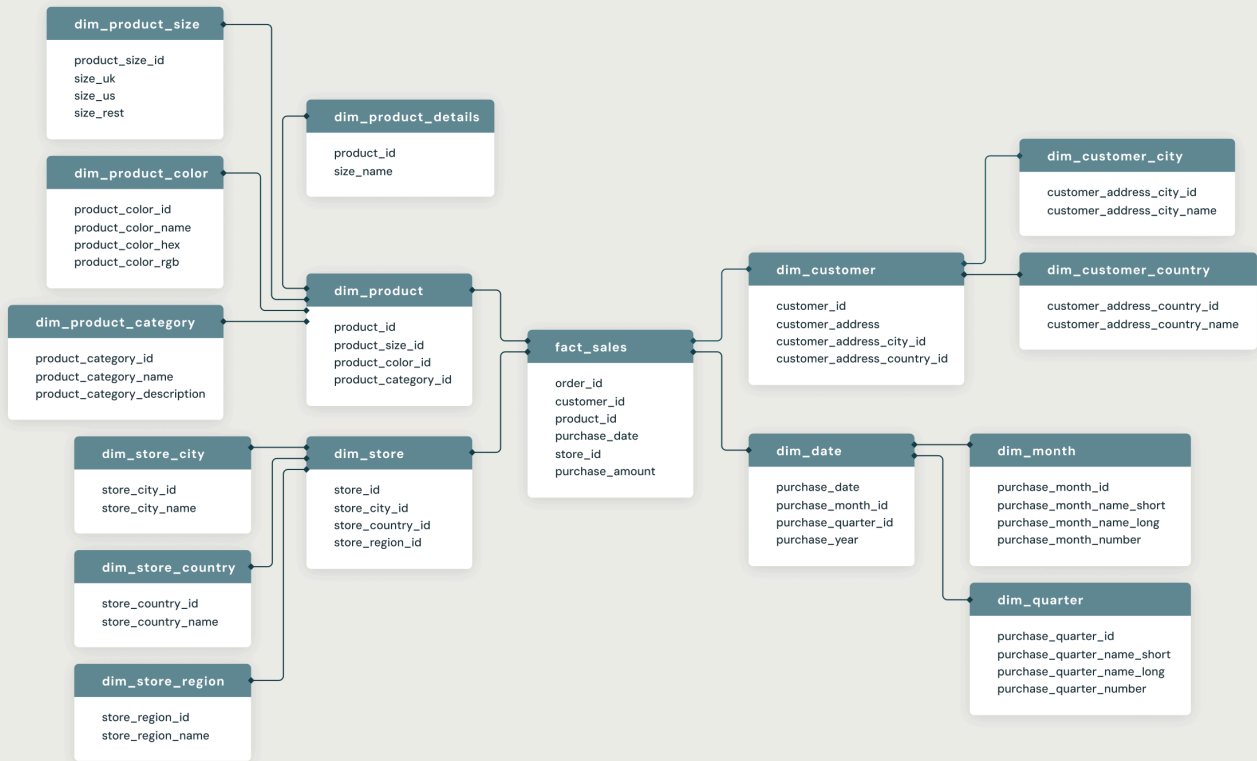 dim_product_size
product_size_id
size_uk
size_us
size_rest
dim_product_details
product_id
size_name
dim_product_color
product_color_id
product_color_name
product_color_hex
product_color_rgb
dim_product_category
product_category_id
product_category_name
product_category_description
dim_product
product_id
product_size_id
product_color_id
product_category_id
dim_store_city
store_city_id
store_city_name
dim_store
store_id
store_city_id
store_country_id
store_region_id
dim_store_country
store_country_id
store_country_name
dim_store_region
store_region_id
store_region_name
fact_sales
order_id
customer_id
product_id
purchase_date
store_id
purchase_amount
dim_customer
customer_id
customer_address
customer_address_city_id
customer_address_country_id
dim_customer_city
customer_address_city_id
customer_address_city_name
dim_customer_country
customer_address_country_id
customer_address_country_name
dim_date
purchase_date
purchase_month_id
purchase_quarter_id
purchase_year
dim_month
purchase_month_id
purchase_month_name_short
purchase_month_name_long
purchase_month_number
dim_quarter
purchase_quarter_id
purchase_quarter_name_short
purchase_quarter_name_long
purchase_quarter_number